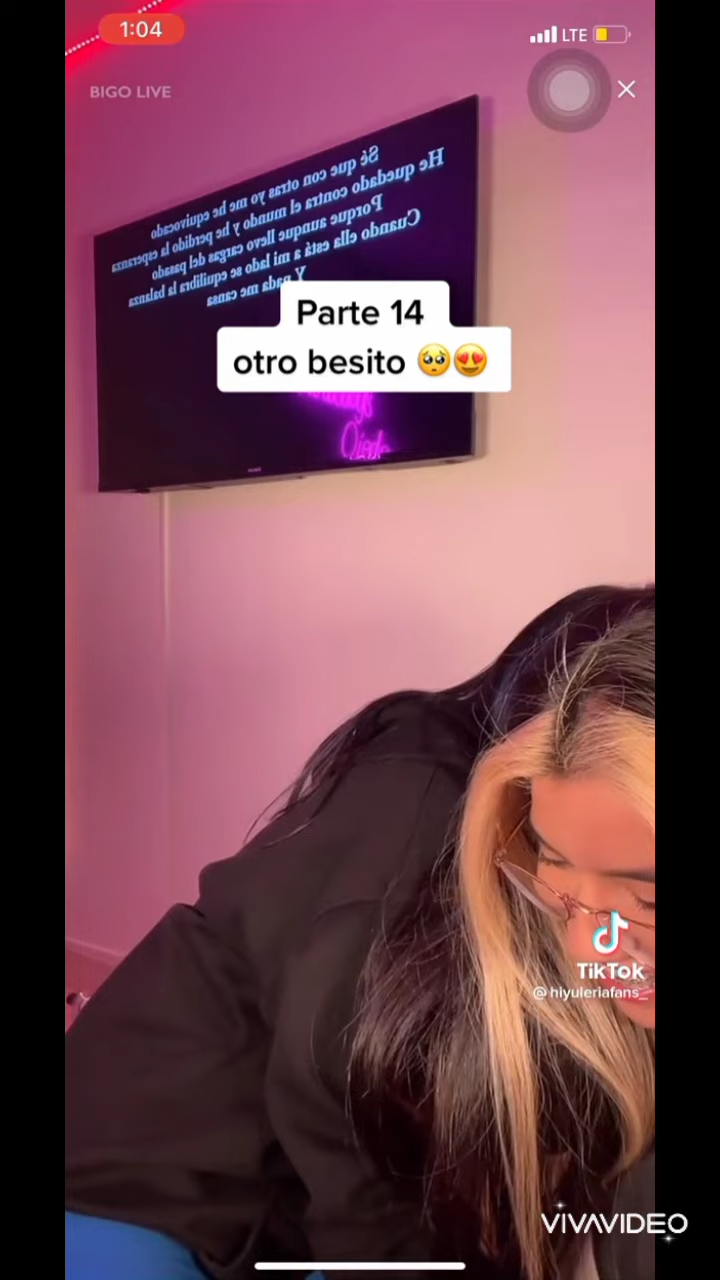 1:04
LTE
BIGO LIVE
Sé que con otras yo me he equivocado
He quedado contra el mundo y he perdido la esperanza
Porque aunque llevo cargas del pasado
Cuando ella está a mi lado se equilibra la balanza
Y nada me cansa
Parte 14
otro besito 🥺😍
TikTok
@hiyuleriafans_
VIVAVIDEO